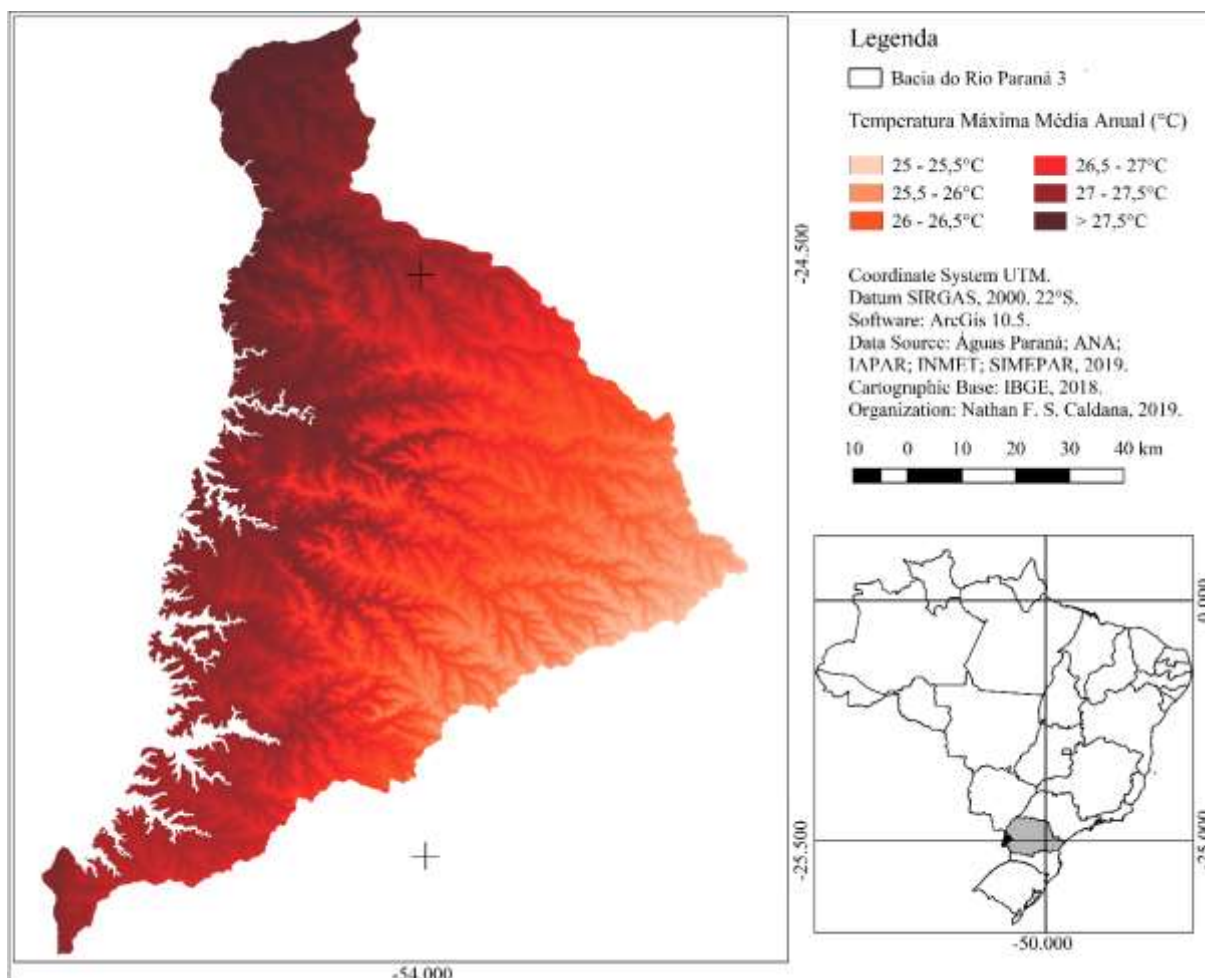 Legenda
Bacia do Rio Paraná 3
Temperatura Máxima Média Anual (°C)
25 - 25,5°C
26,5 - 27°C
25,5 - 26°C
27 - 27,5°C
26 - 26,5°C
> 27,5°C
Coordinate System UTM.
Datum SIRGAS, 2000. 22°S.
Software: ArcGis 10.5.
Data Source: Águas Paraná; ANA;
IAPAR; INMET; SIMEPAR, 2019.
Cartographic Base: IBGE, 2018.
Organization: Nathan F. S. Caldana, 2019.
10 0 10 20 30 40 km
-24.500
-25.500
-54.000
0.000
-25.000
-50.000